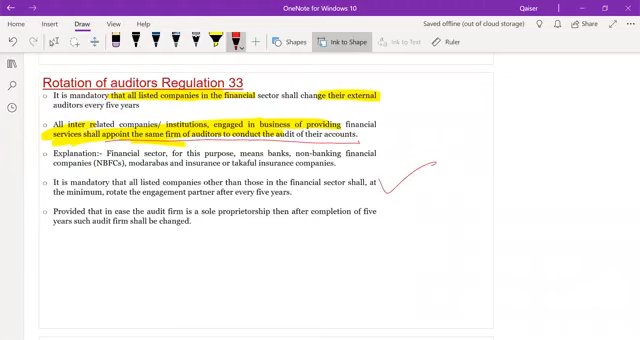 OneNote for Windows 10
Qaiser
Home
Insert
Draw
View
Help
Saved offline (out of cloud storage)
Share
Shapes
Ink to Shape
Ink to Text
Ink to Math
Ruler
Rotation of auditors Regulation 33
o It is mandatory that all listed companies in the financial sector shall change their external
auditors every five years
o All inter related companies/ institutions, engaged in business of providing financial
services shall appoint the same firm of auditors to conduct the audit of their accounts.
o Explanation:- Financial sector, for this purpose, means banks, non-banking financial
companies (NBFCs), modarabas and insurance or takaful insurance companies.
o It is mandatory that all listed companies other than those in the financial sector shall, at
the minimum, rotate the engagement partner after every five years.
o Provided that in case the audit firm is a sole proprietorship then after completion of five
years such audit firm shall be changed.